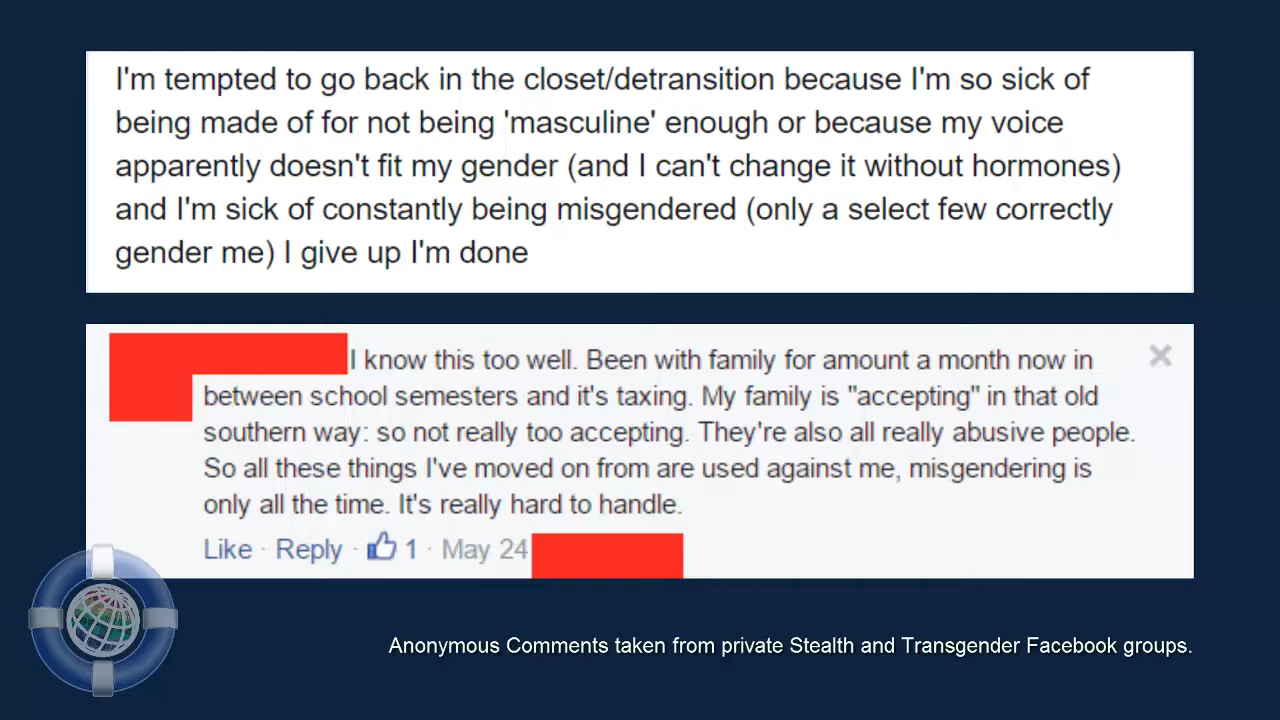 I'm tempted to go back in the closet/detransition because I'm so sick of
being made of for not being 'masculine' enough or because my voice
apparently doesn't fit my gender (and I can't change it without hormones)
and I'm sick of constantly being misgendered (only a select few correctly
gender me) I give up I'm done
I know this too well. Been with family for amount a month now in
between school semesters and it's taxing. My family is "accepting" in that old
southern way: so not really too accepting. They're also all really abusive people.
So all these things I've moved on from are used against me, misgendering is
only all the time. It's really hard to handle.
Like · Reply · 1 · May 24
Anonymous Comments taken from private Stealth and Transgender Facebook groups.